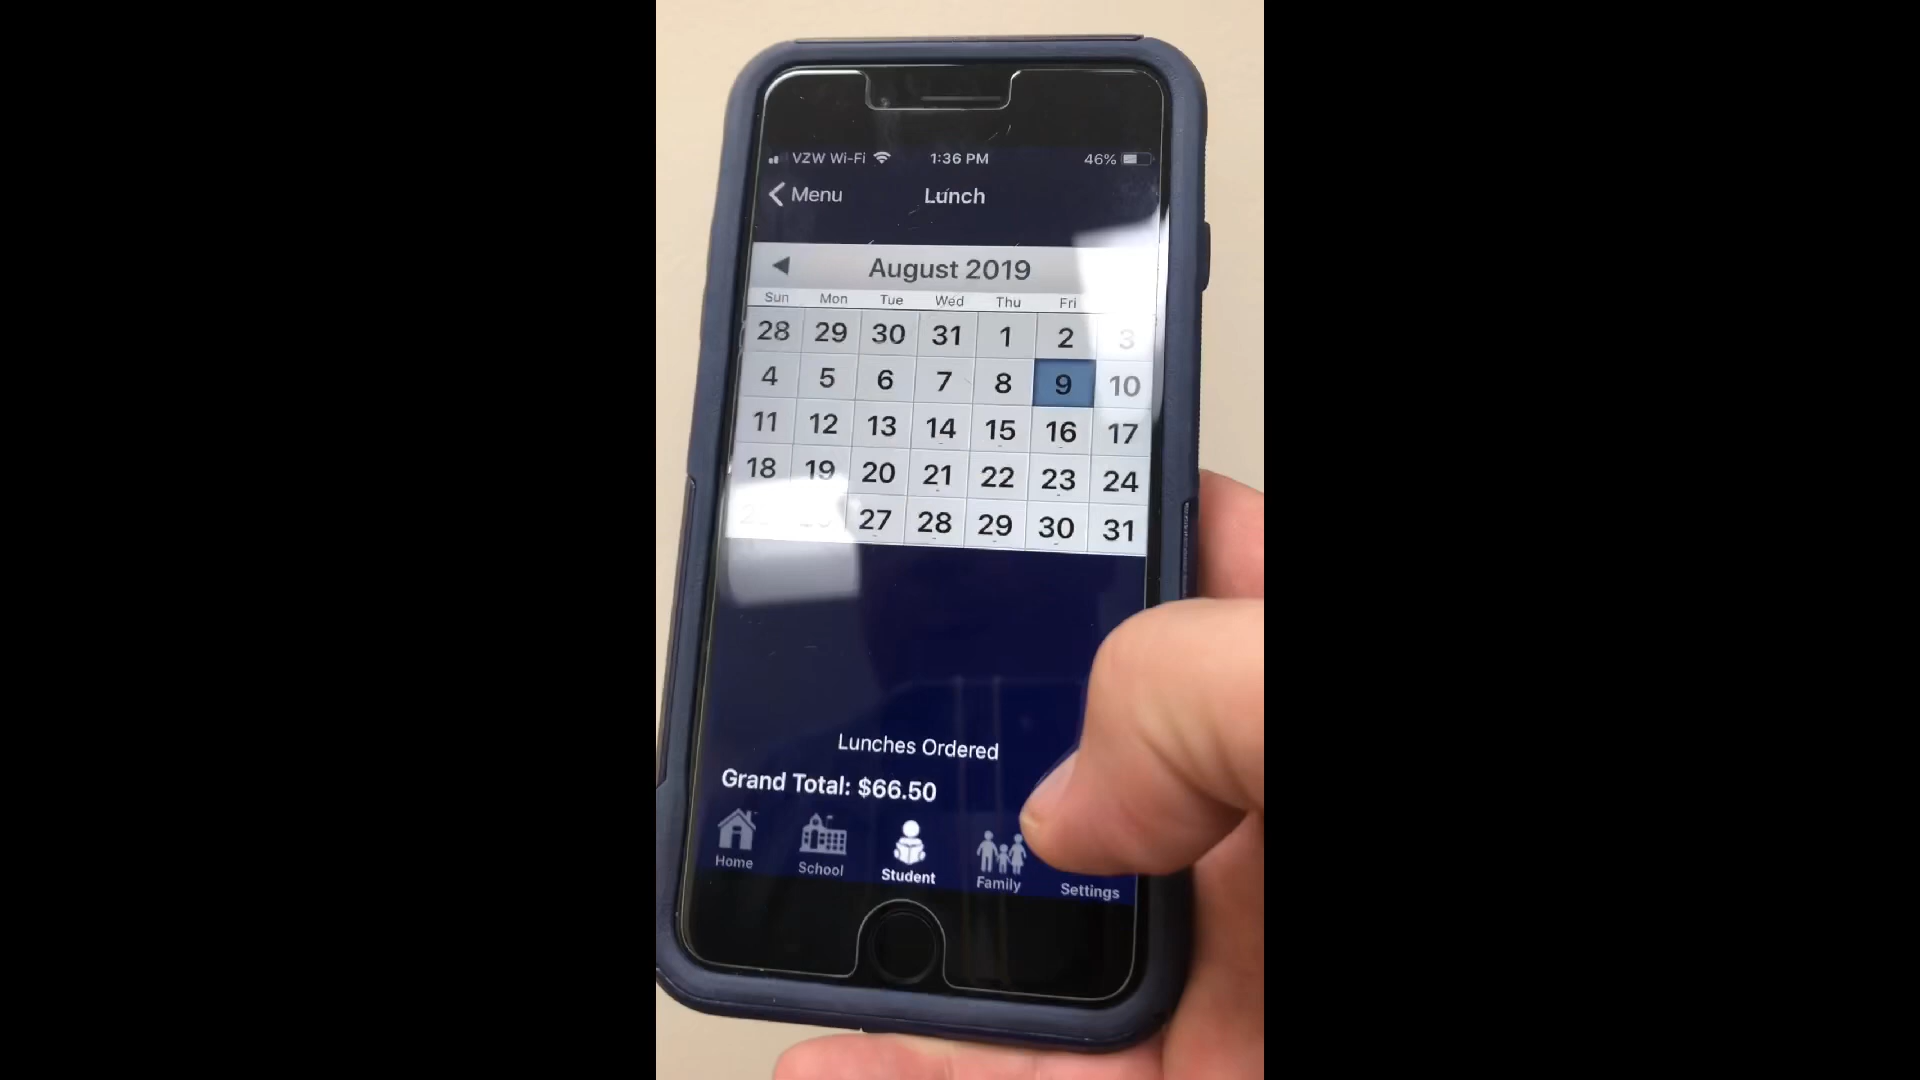 VZW Wi-Fi 1:36 PM 46%
Menu Lunch
August 2019
Sun Mon Tue Wed Thu Fri
28 29 30 31 1 2 3
4 5 6 7 8 9 10
11 12 13 14 15 16 17
18 19 20 21 22 23 24
27 28 29 30 31
Lunches Ordered
Grand Total: $66.50
Home School Student Family Settings